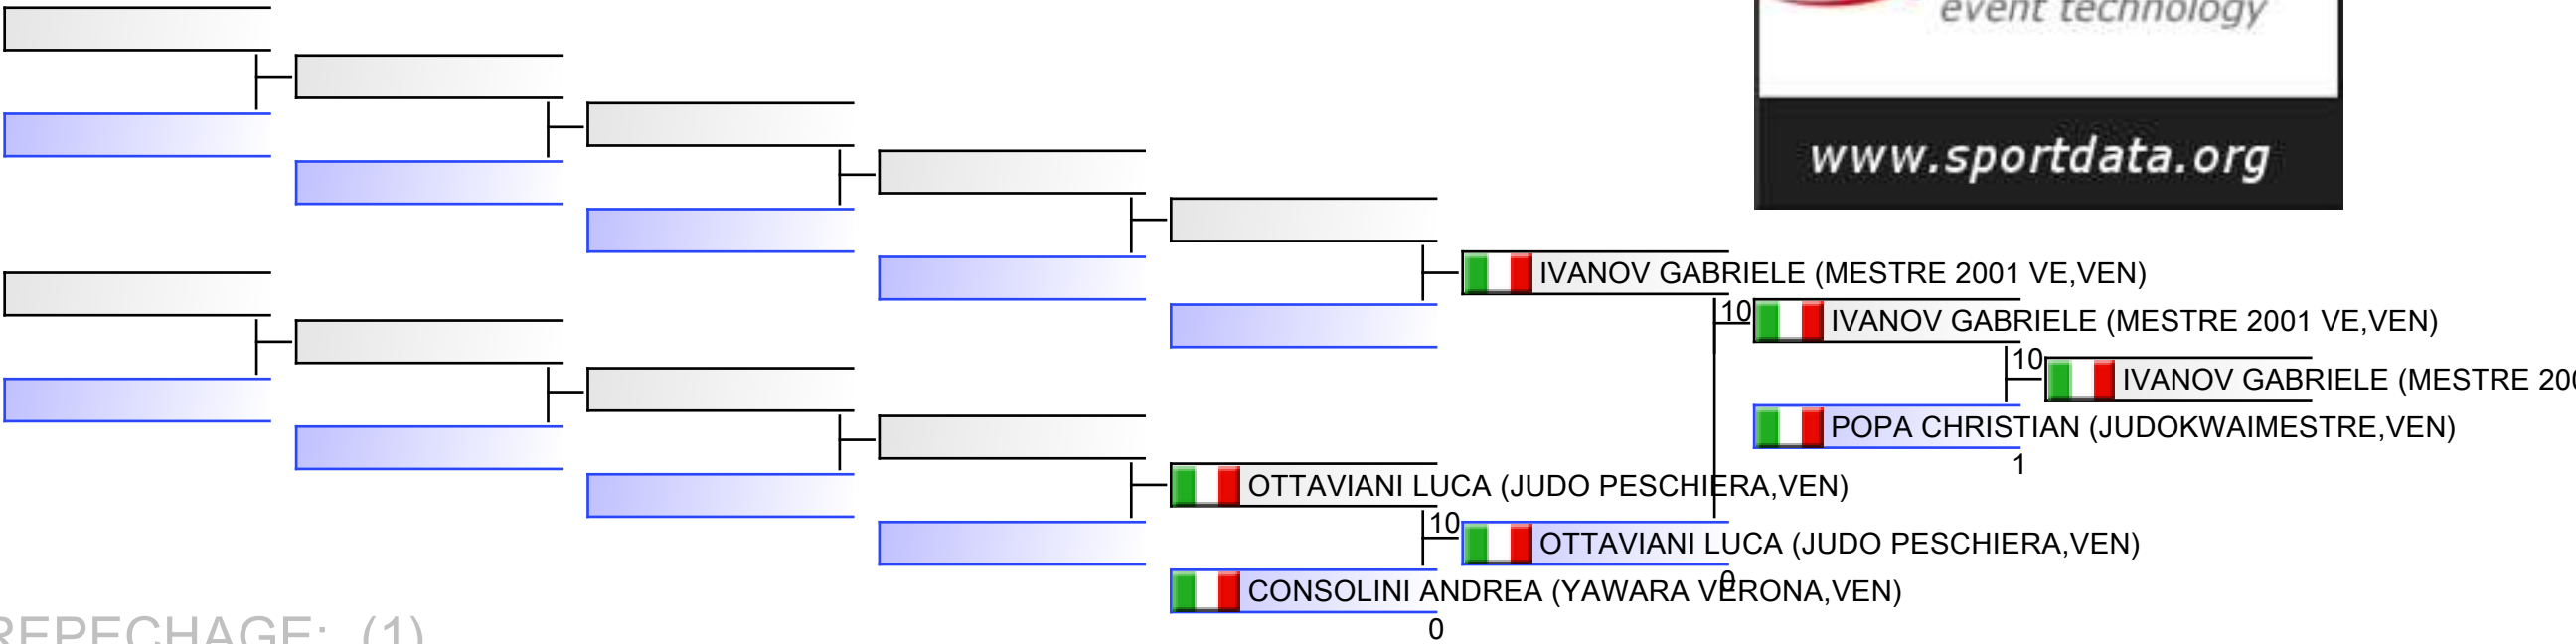 event technology
www.sportdata.org
IVANOV GABRIELE (MESTRE 2001 VE,VEN)
10
IVANOV GABRIELE (MESTRE 2001 VE,VEN)
10
IVANOV GABRIELE (MESTRE 200
POPA CHRISTIAN (JUDOKWAIMESTRE,VEN)
1
OTTAVIANI LUCA (JUDO PESCHIERA,VEN)
10
OTTAVIANI LUCA (JUDO PESCHIERA,VEN)
0
CONSOLINI ANDREA (YAWARA VERONA,VEN)
0
REPECHAGE: (1)